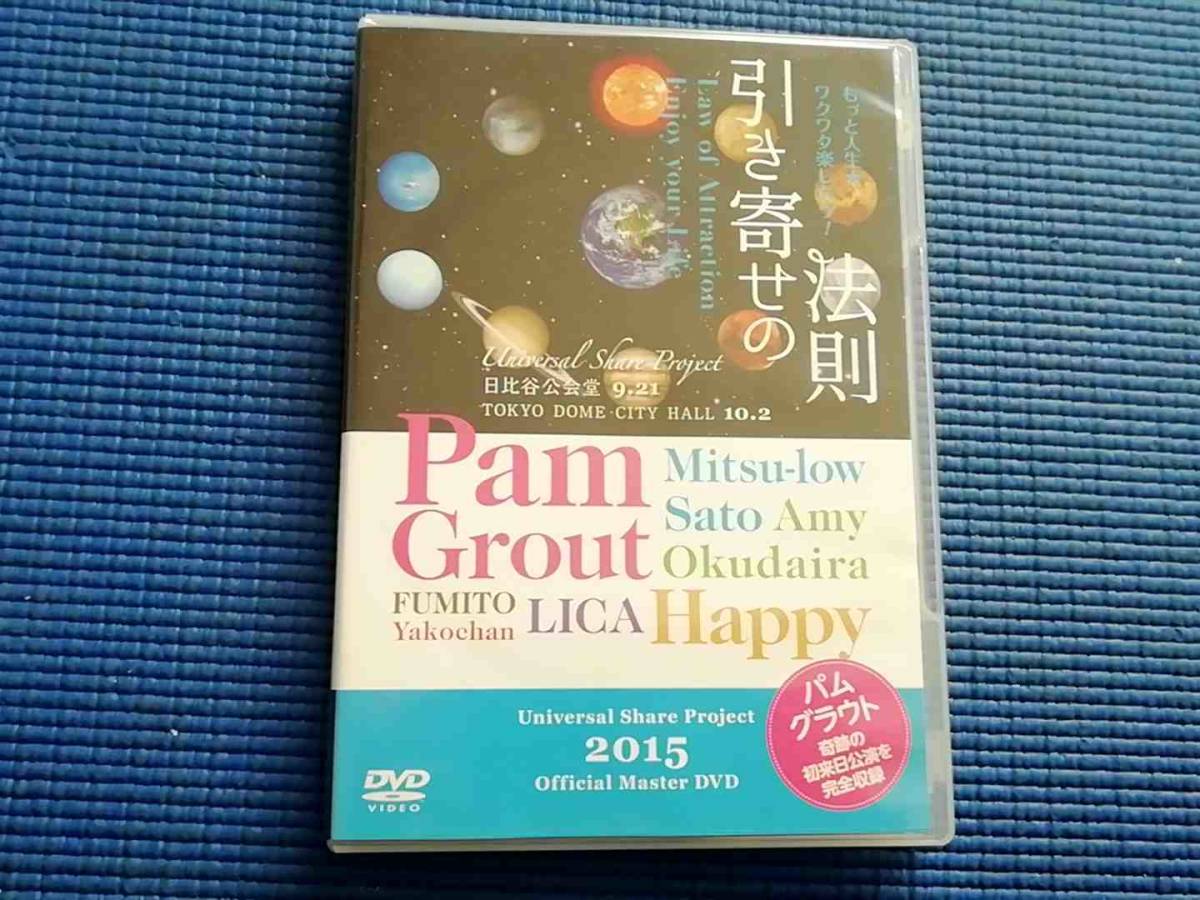 もっと人生を
ワクワク楽しもう!
引き寄せの
法則
Law of Attraction
Enjoy your Life
Universal Share Project
日比谷公会堂 9.21
TOKYO DOME CITY HALL 10.2
Pam
Grout
Mitsu-low
Sato Amy
Okudaira
FUMITO
Yakochan
LICA
Happy
Universal Share Project
2015
Official Master DVD
パム
グラウト
奇跡の
初来日公演を
完全収録
DVD
VIDEO